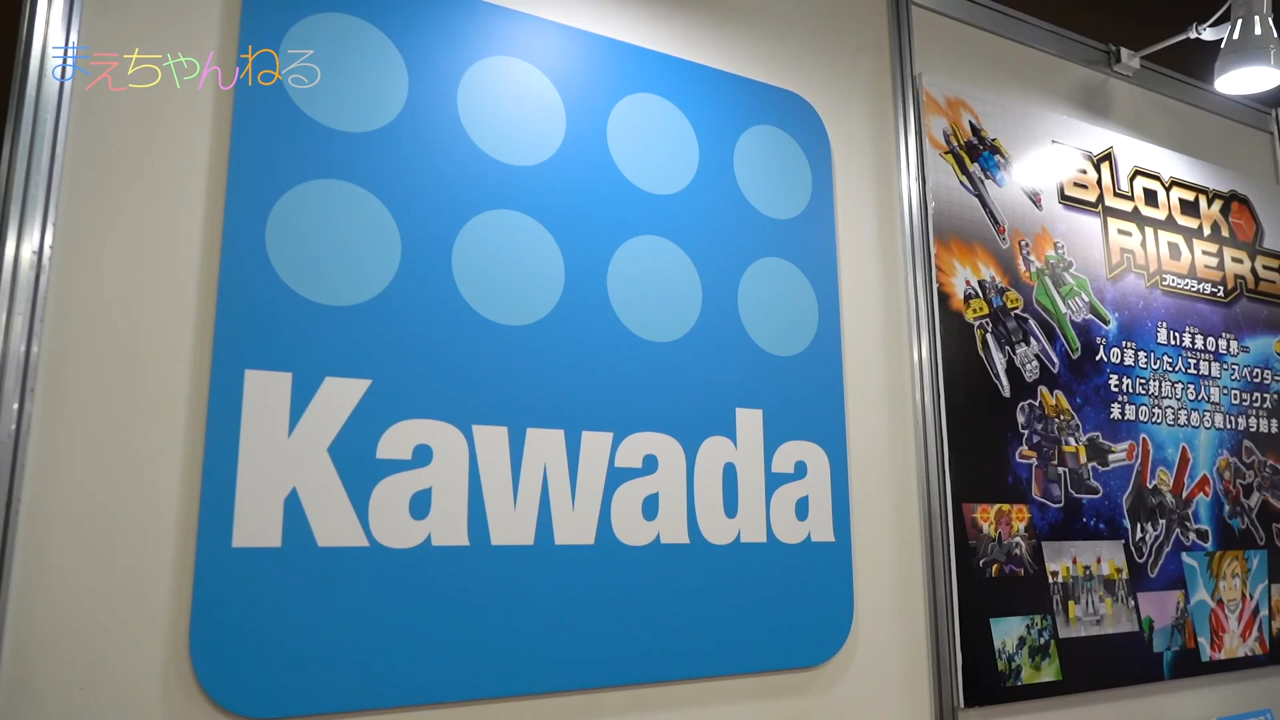 まえちゃんねる
Kawada
BLOCK
RIDERS
ブロックライダース
遠い未来の世界…
人の姿をした人工知能“スペクター
それに対抗する人類“ロックス”
未知の力を求める戦いが今始ま